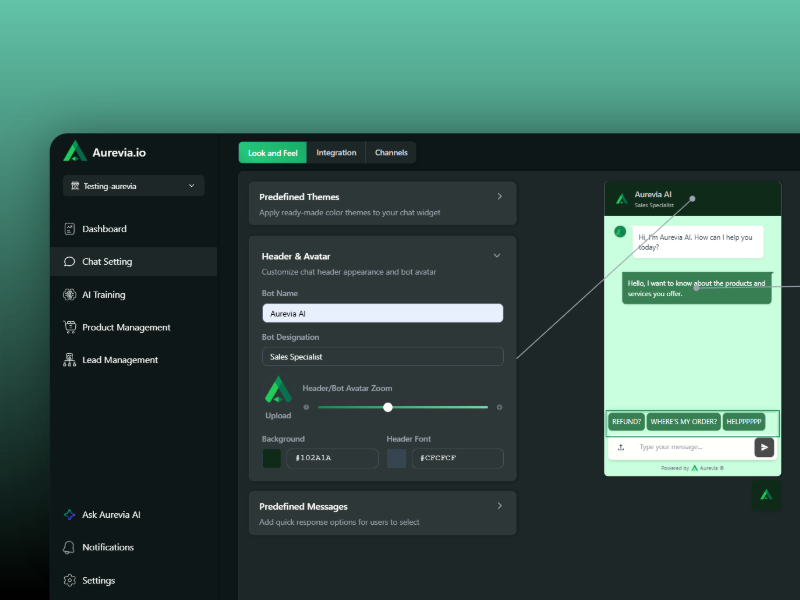 Aurevia.io
Testing-aurevia
Dashboard
Chat Setting
AI Training
Product Management
Lead Management
Ask Aurevia AI
Notifications
Settings
Look and Feel
Integration
Channels
Predefined Themes
Apply ready-made color themes to your chat widget
Header & Avatar
Customize chat header appearance and bot avatar
Bot Name
Aurevia AI
Bot Designation
Sales Specialist
Header/Bot Avatar Zoom
Upload
Background
Header Font
#102A1A
#CFCFCF
Predefined Messages
Add quick response options for users to select
Aurevia AI
Sales Specialist
Hi, I'm Aurevia AI. How can I help you
today?
Hello, I want to know about the products and
services you offer.
REFUND?
WHERE'S MY ORDER?
HELPPPPPP
Type your message...
Powered by Aurevia ®